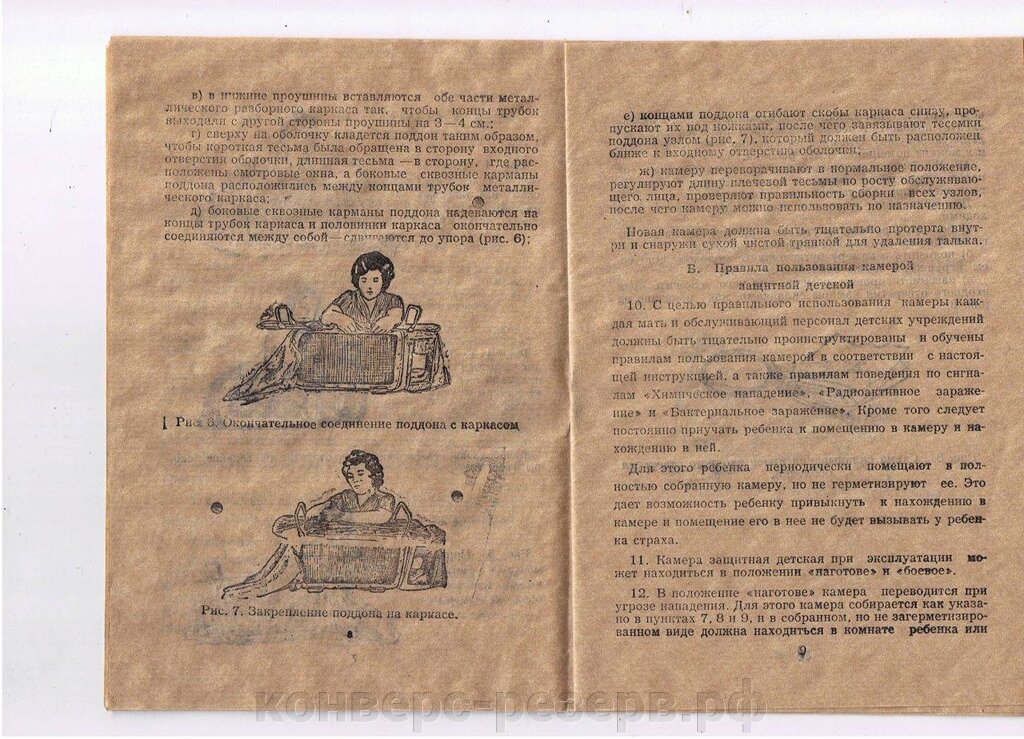 в) в нижние проушины вставляются обе части метал-
лического разборного каркаса так, чтобы концы трубок
выходили с другой стороны проушины на 3—4 см.;
г) сверху на оболочку кладется поддон таким образом,
чтобы короткая тесьма была обращена в сторону входного
отверстия оболочки, длинная тесьма — в сторону, где рас-
положены смотровые окна, а боковые сквозные карманы
поддона расположились между концами трубок металли-
ческого каркаса;
д) боковые сквозные карманы поддона надеваются на
концы трубок каркаса и половинки каркаса окончательно
соединяются между собой — сдвигаются до упора (рис. 6);
Рис. 6. Окончательное соединение поддона с каркасом
Рис. 7. Закрепление поддона на каркасе.
8
е) концами поддона огибают скобы каркаса снизу, про-
пускают их под ножками, после чего завязывают тесемки
поддона узлом (рис. 7), который должен быть расположен
ближе к входному отверстию оболочки;
ж) камеру переворачивают в нормальное положение,
регулируют длину плечевой тесьмы по росту обслуживаю-
щего лица, проверяют правильность сборки всех узлов,
после чего камеру можно использовать по назначению.
Новая камера должна быть тщательно протерта внут-
ри и снаружи сухой чистой тряпкой для удаления талька.
Б. Правила пользования камерой
защитной детской
10. С целью правильного использования камеры каж-
дая мать и обслуживающий персонал детских учреждений
должны быть тщательно проинструктированы и обучены
правилам пользования камерой в соответствии с настоя-
щей инструкцией, а также правилам поведения по сигна-
лам «Химическое нападение», «Радиоактивное зараже-
ние» и «Бактериальное заражение». Кроме того следует
постоянно приучать ребенка к помещению в камеру и на-
хождению в ней.
Для этого ребенка периодически помещают в пол-
ностью собранную камеру, но не герметизируют ее. Это
дает возможность ребенку привыкнуть к нахождению в
камере и помещение его в нее не будет вызывать у ребен-
ка страха.
11. Камера защитная детская при эксплуатации мо-
жет находиться в положении «наготове» и «боевое».
12. В положение «наготове» камера переводится при
угрозе нападения. Для этого камера собирается как указа-
но в пунктах 7, 8 и 9, и в собранном, но не загерметизиро-
ванном виде должна находиться в комнате ребенка или
9
конверс-резерв.рф